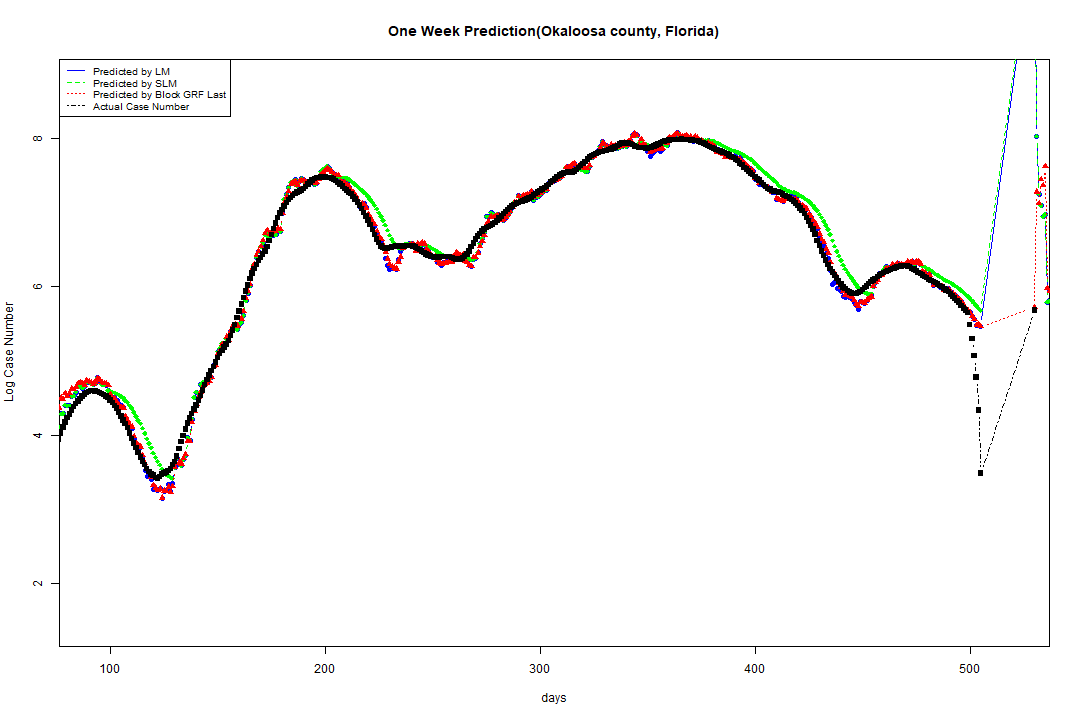 One Week Prediction(Okaloosa county, Florida)
Predicted by LM
Predicted by SLM
Predicted by Block GRF Last
Actual Case Number
8
6
4
2
Log Case Number
100 200 300 400 500
days